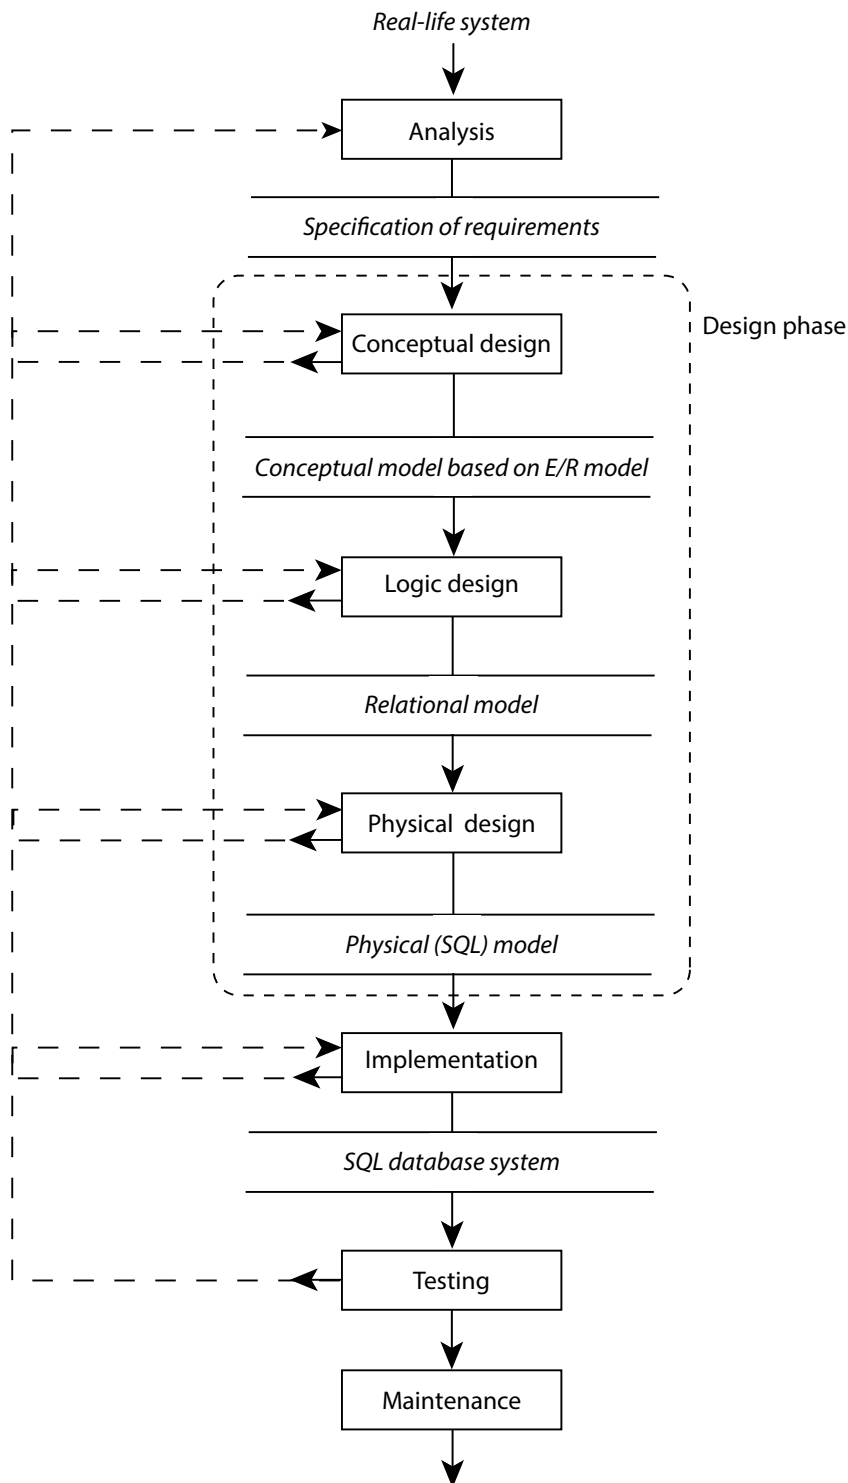 Real-life system
Analysis
Specification of requirements
Design phase
Conceptual design
Conceptual model based on E/R model
Logic design
Relational model
Physical design
Physical (SQL) model
Implementation
SQL database system
Testing
Maintenance